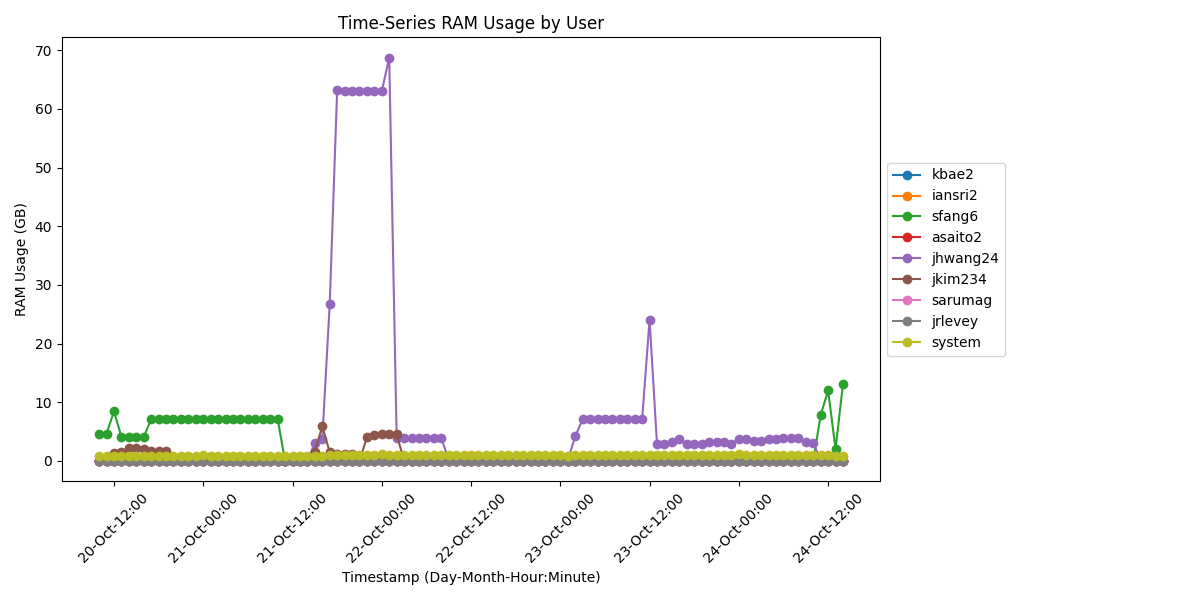 Time-Series RAM Usage by User
RAM Usage (GB)
70
60
50
40
30
20
10
0
20-Oct-12:00
21-Oct-00:00
21-Oct-12:00
22-Oct-00:00
22-Oct-12:00
23-Oct-00:00
23-Oct-12:00
24-Oct-00:00
24-Oct-12:00
Timestamp (Day-Month-Hour:Minute)
kbae2
iansri2
sfang6
asaito2
jhwang24
jkim234
sarumag
jrlevey
system